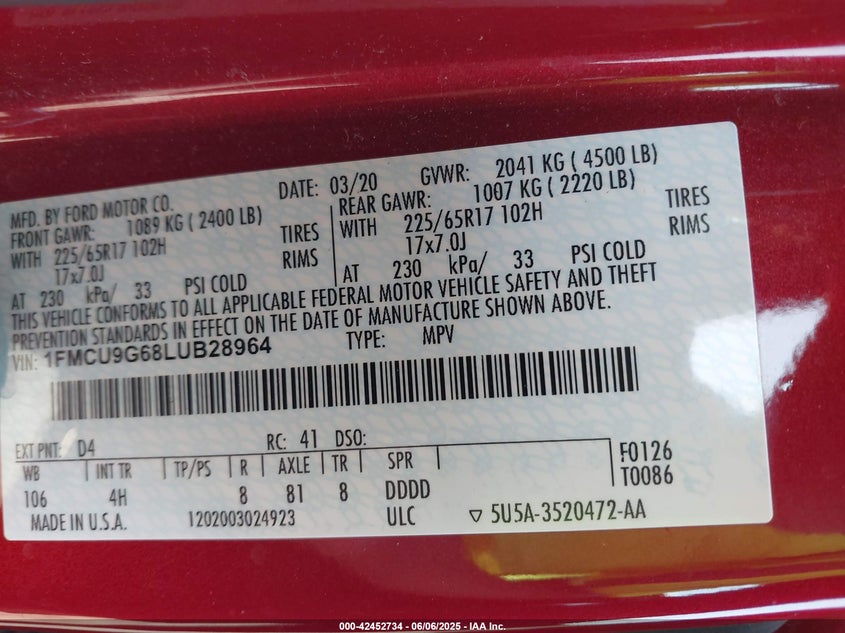 MFD. BY FORD MOTOR CO.
DATE: 03/20
GVWR: 2041 KG ( 4500 LB)
FRONT GAWR: 1089 KG ( 2400 LB)
REAR GAWR: 1007 KG ( 2220 LB)
WITH 225/65R17 102H TIRES
WITH 225/65R17 102H TIRES
17x7.0J RIMS
17x7.0J RIMS
AT 230 kPa/ 33 PSI COLD
AT 230 kPa/ 33 PSI COLD
THIS VEHICLE CONFORMS TO ALL APPLICABLE FEDERAL MOTOR VEHICLE SAFETY AND THEFT
PREVENTION STANDARDS IN EFFECT ON THE DATE OF MANUFACTURE SHOWN ABOVE.
VIN: 1FMCU9G68LUB28964
TYPE: MPV
EXT PNT: D4
RC: 41 DSO:
WB INT TR TP/PS R AXLE TR SPR
106 4H 8 81 8 DDDD
F0126
T0086
MADE IN U.S.A.
1202003024923
ULC
▽ 5U5A-3520472-AA
000-42452734 - 06/06/2025 - IAA Inc.